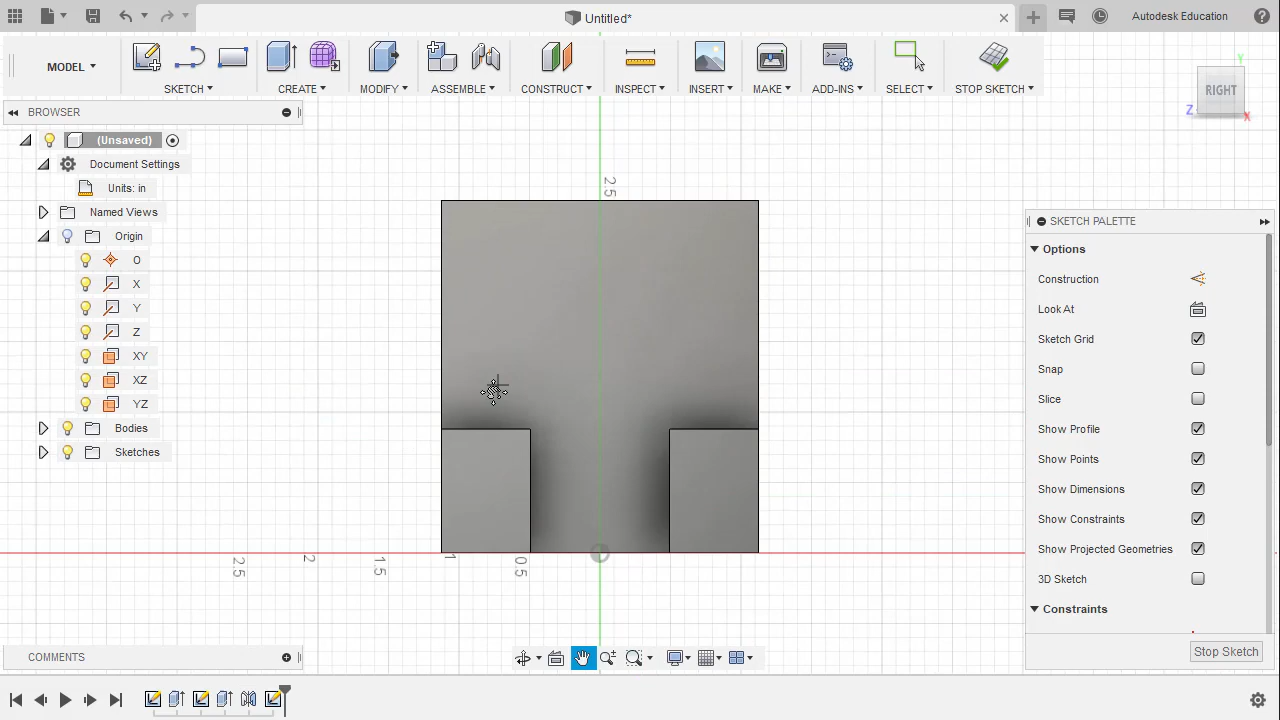 Untitled*
Autodesk Education
MODEL
SKETCH
CREATE
MODIFY
ASSEMBLE
CONSTRUCT
INSPECT
INSERT
MAKE
ADD-INS
SELECT
STOP SKETCH
Y
RIGHT
Z
X
BROWSER
(Unsaved)
Document Settings
Units: in
Named Views
Origin
O
X
Y
Z
XY
XZ
YZ
Bodies
Sketches
2.5
2.5
2
1.5
1
0.5
SKETCH PALETTE
Options
Construction
Look At
Sketch Grid
Snap
Slice
Show Profile
Show Points
Show Dimensions
Show Constraints
Show Projected Geometries
3D Sketch
Constraints
Stop Sketch
COMMENTS